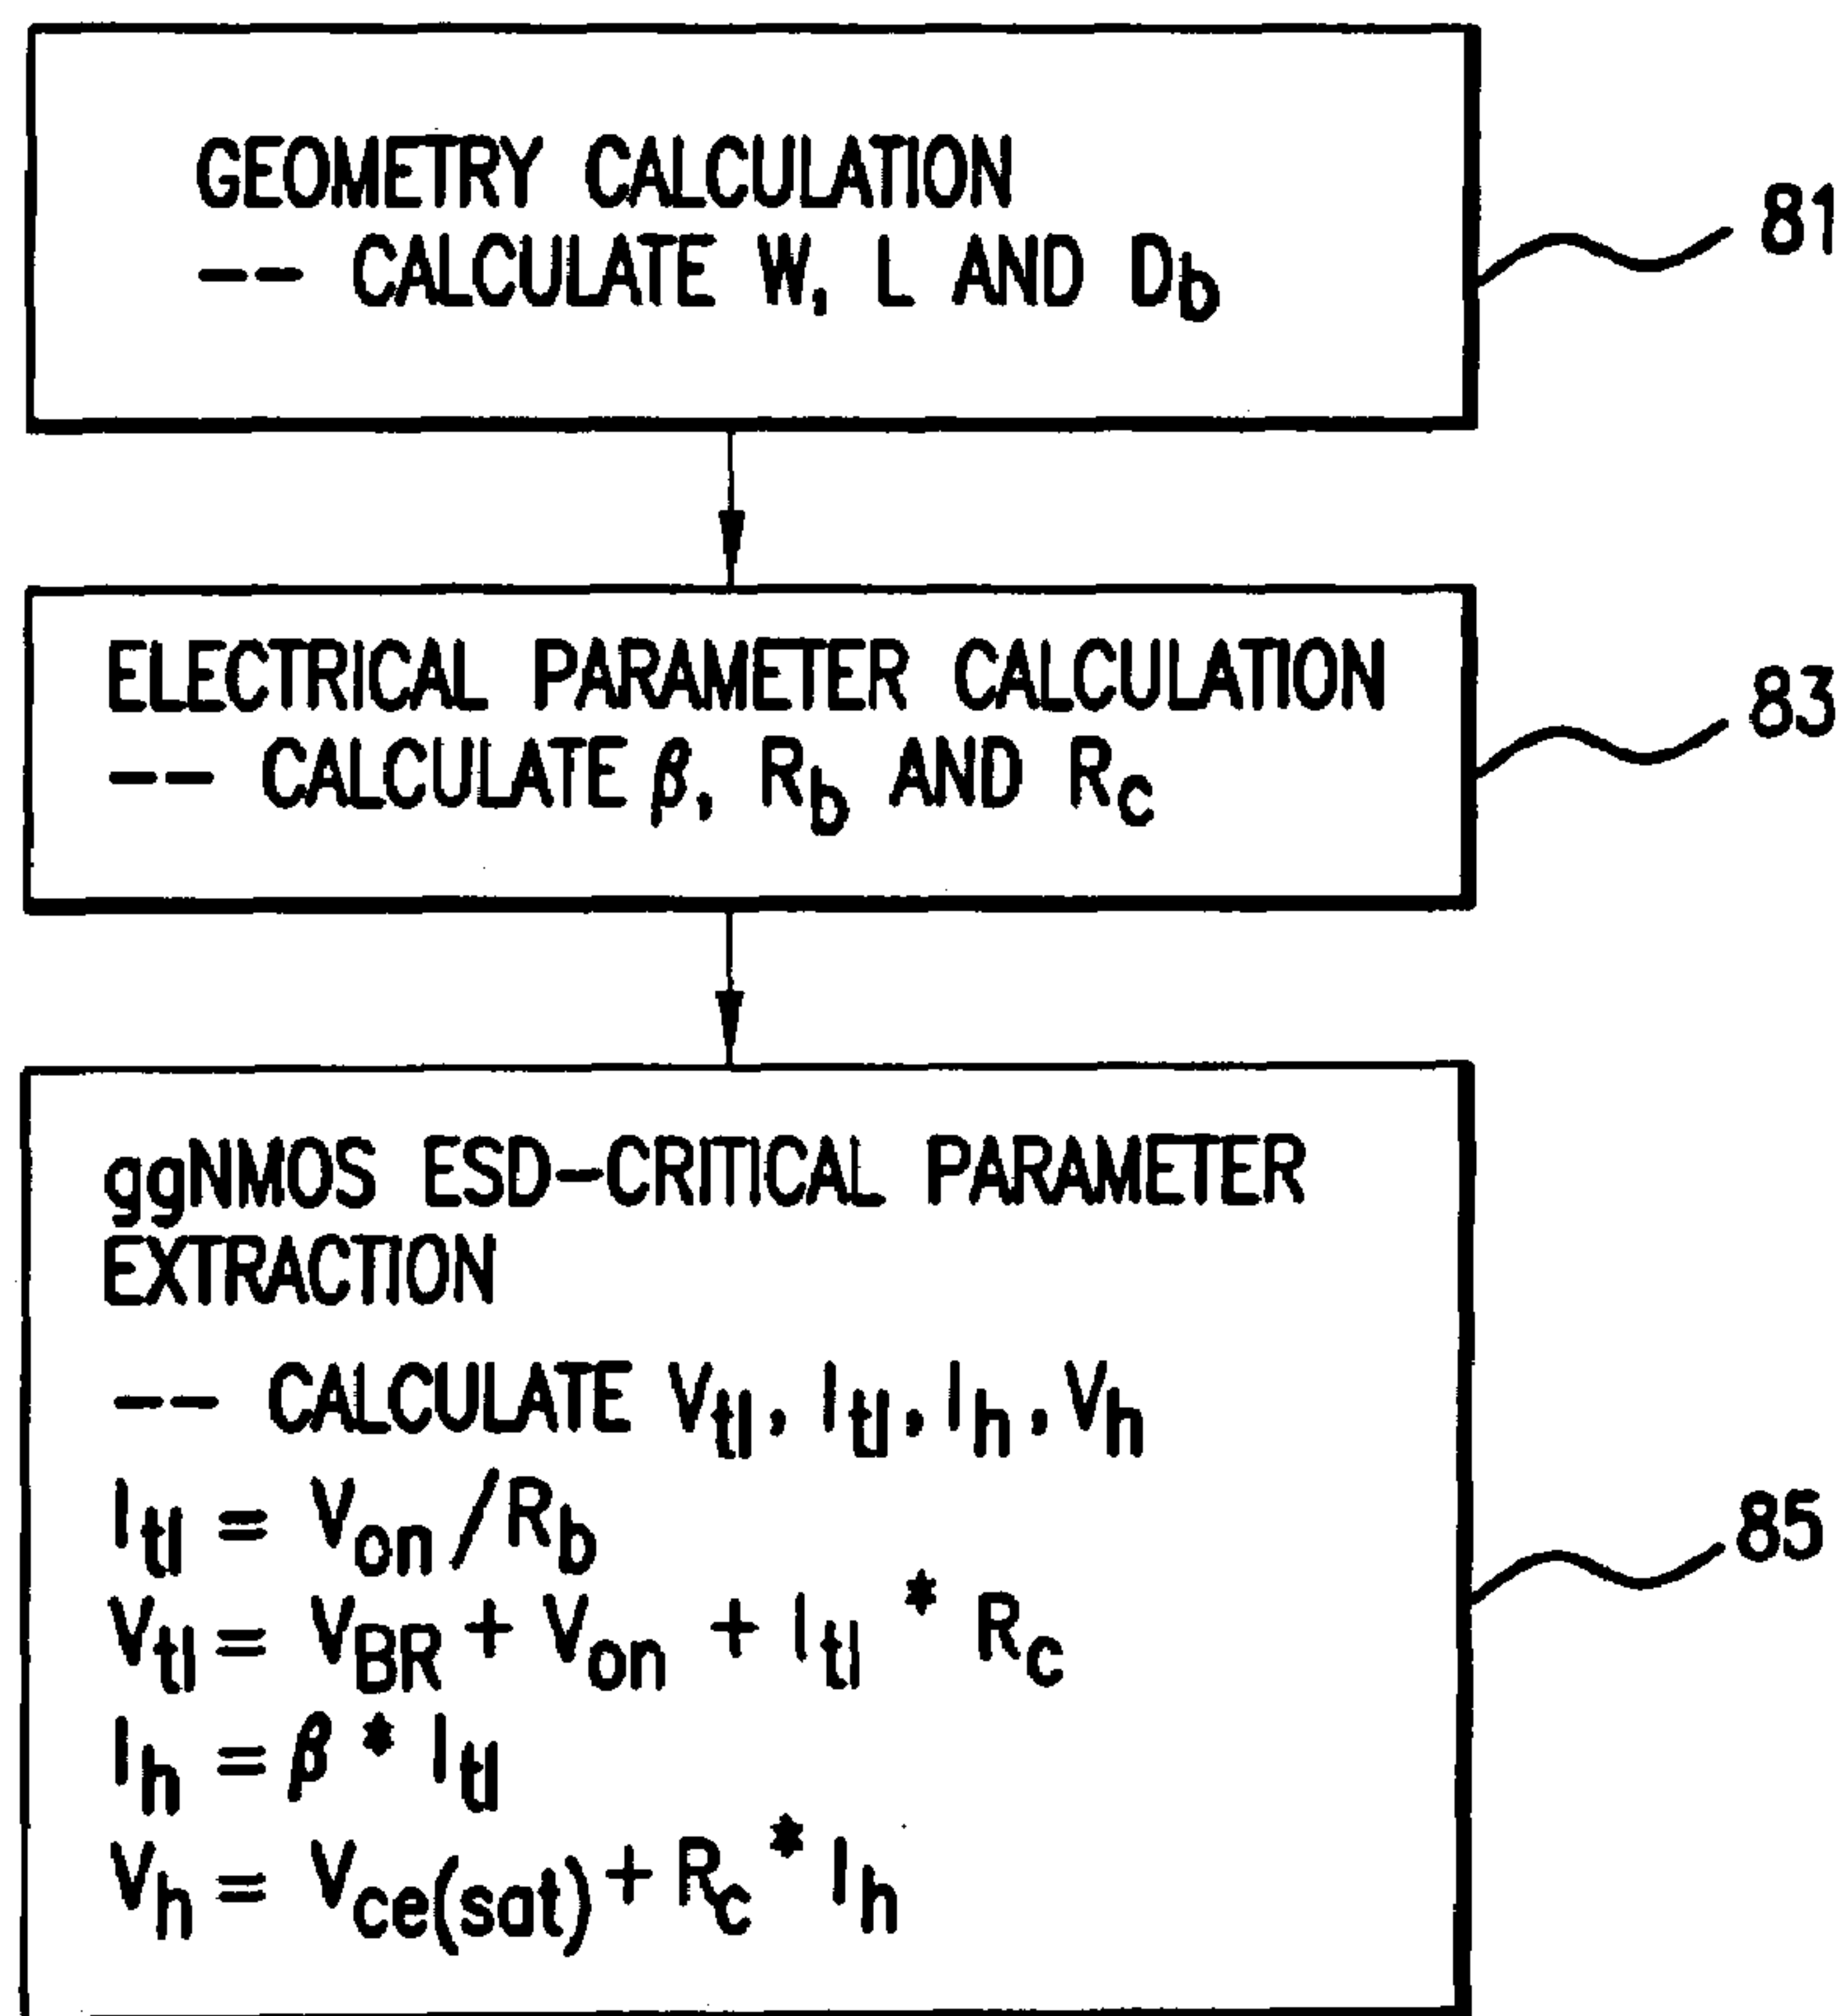 GEOMETRY CALCULATION
-- CALCULATE W, L AND Db
81
ELECTRICAL PARAMETER CALCULATION
-- CALCULATE β, Rb AND Rc
83
ggNMOS ESD-CRITICAL PARAMETER
EXTRACTION
-- CALCULATE Vtl, Itl, Ih, Vh
Itl = Von/Rb
Vtl = VBR + Von + Itl * Rc
Ih = β * Itl
Vh = Vce(sat) + Rc * Ih
85